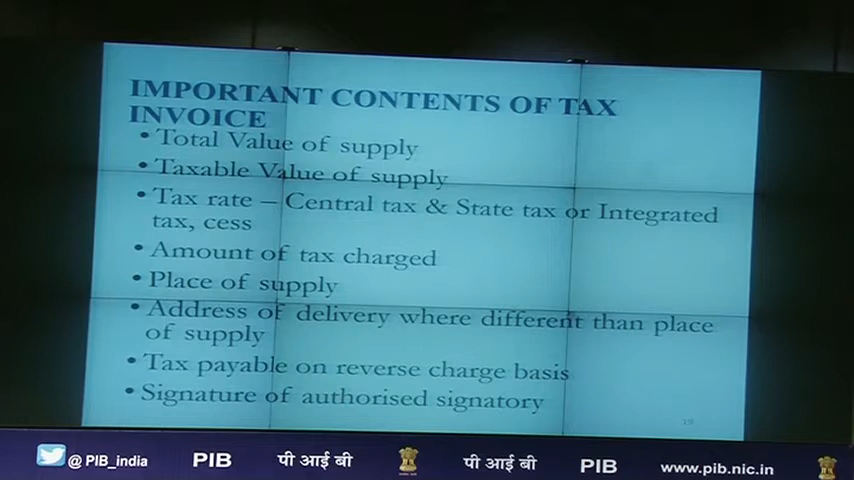 IMPORTANT CONTENTS OF TAX
INVOICE
• Total Value of supply
• Taxable Value of supply
• Tax rate – Central tax & State tax or Integrated
tax, cess
• Amount of tax charged
• Place of supply
• Address of delivery where different than place
of supply
• Tax payable on reverse charge basis
• Signature of authorised signatory
@ PIB_india PIB पी आई बी पी आई बी PIB www.pib.nic.in